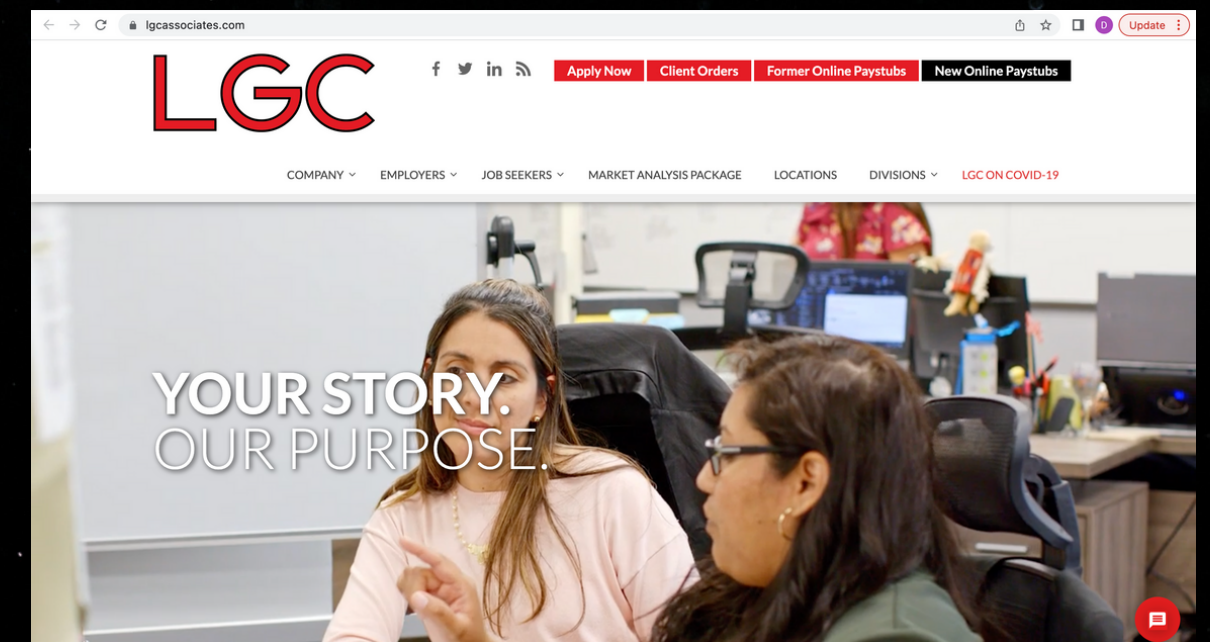 lgcassociates.com
D
Update
LGC
Apply Now
Client Orders
Former Online Paystubs
New Online Paystubs
COMPANY
EMPLOYERS
JOB SEEKERS
MARKET ANALYSIS PACKAGE
LOCATIONS
DIVISIONS
LGC ON COVID-19
YOUR STORY.
OUR PURPOSE.